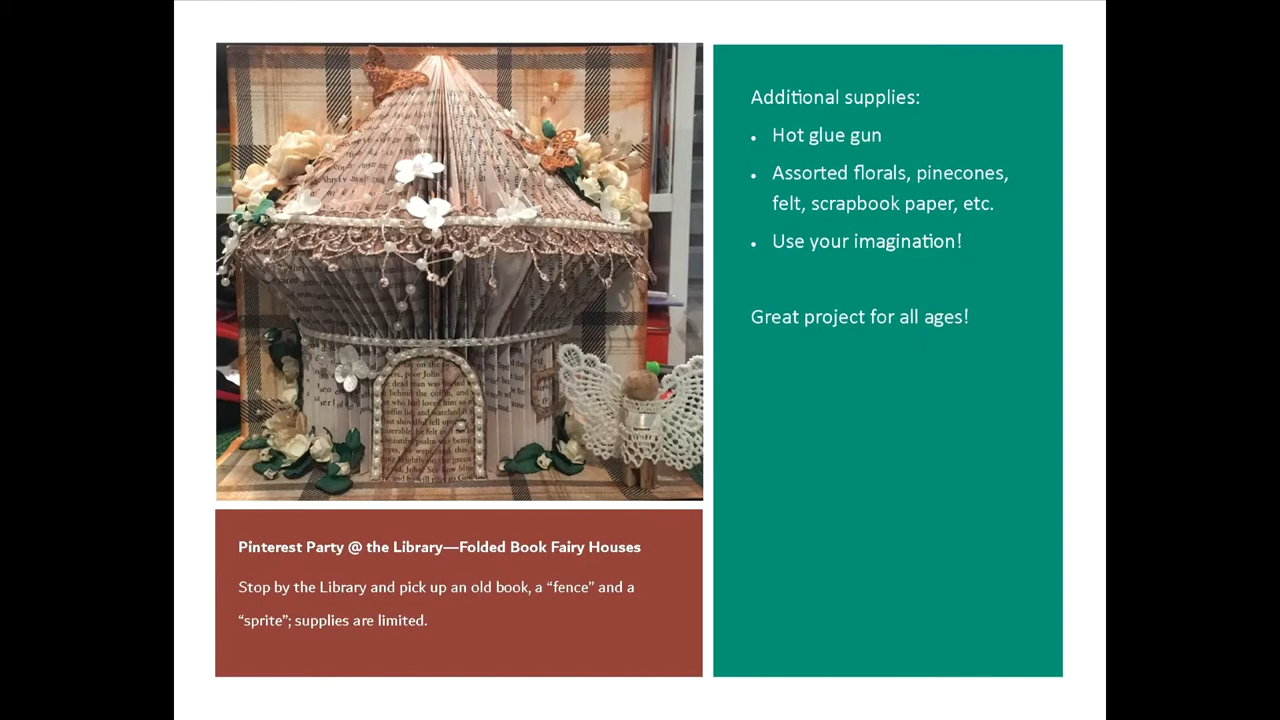 Additional supplies:
• Hot glue gun
• Assorted florals, pinecones,
felt, scrapbook paper, etc.
• Use your imagination!
Great project for all ages!
Pinterest Party @ the Library—Folded Book Fairy Houses
Stop by the Library and pick up an old book, a “fence” and a
“sprite”; supplies are limited.